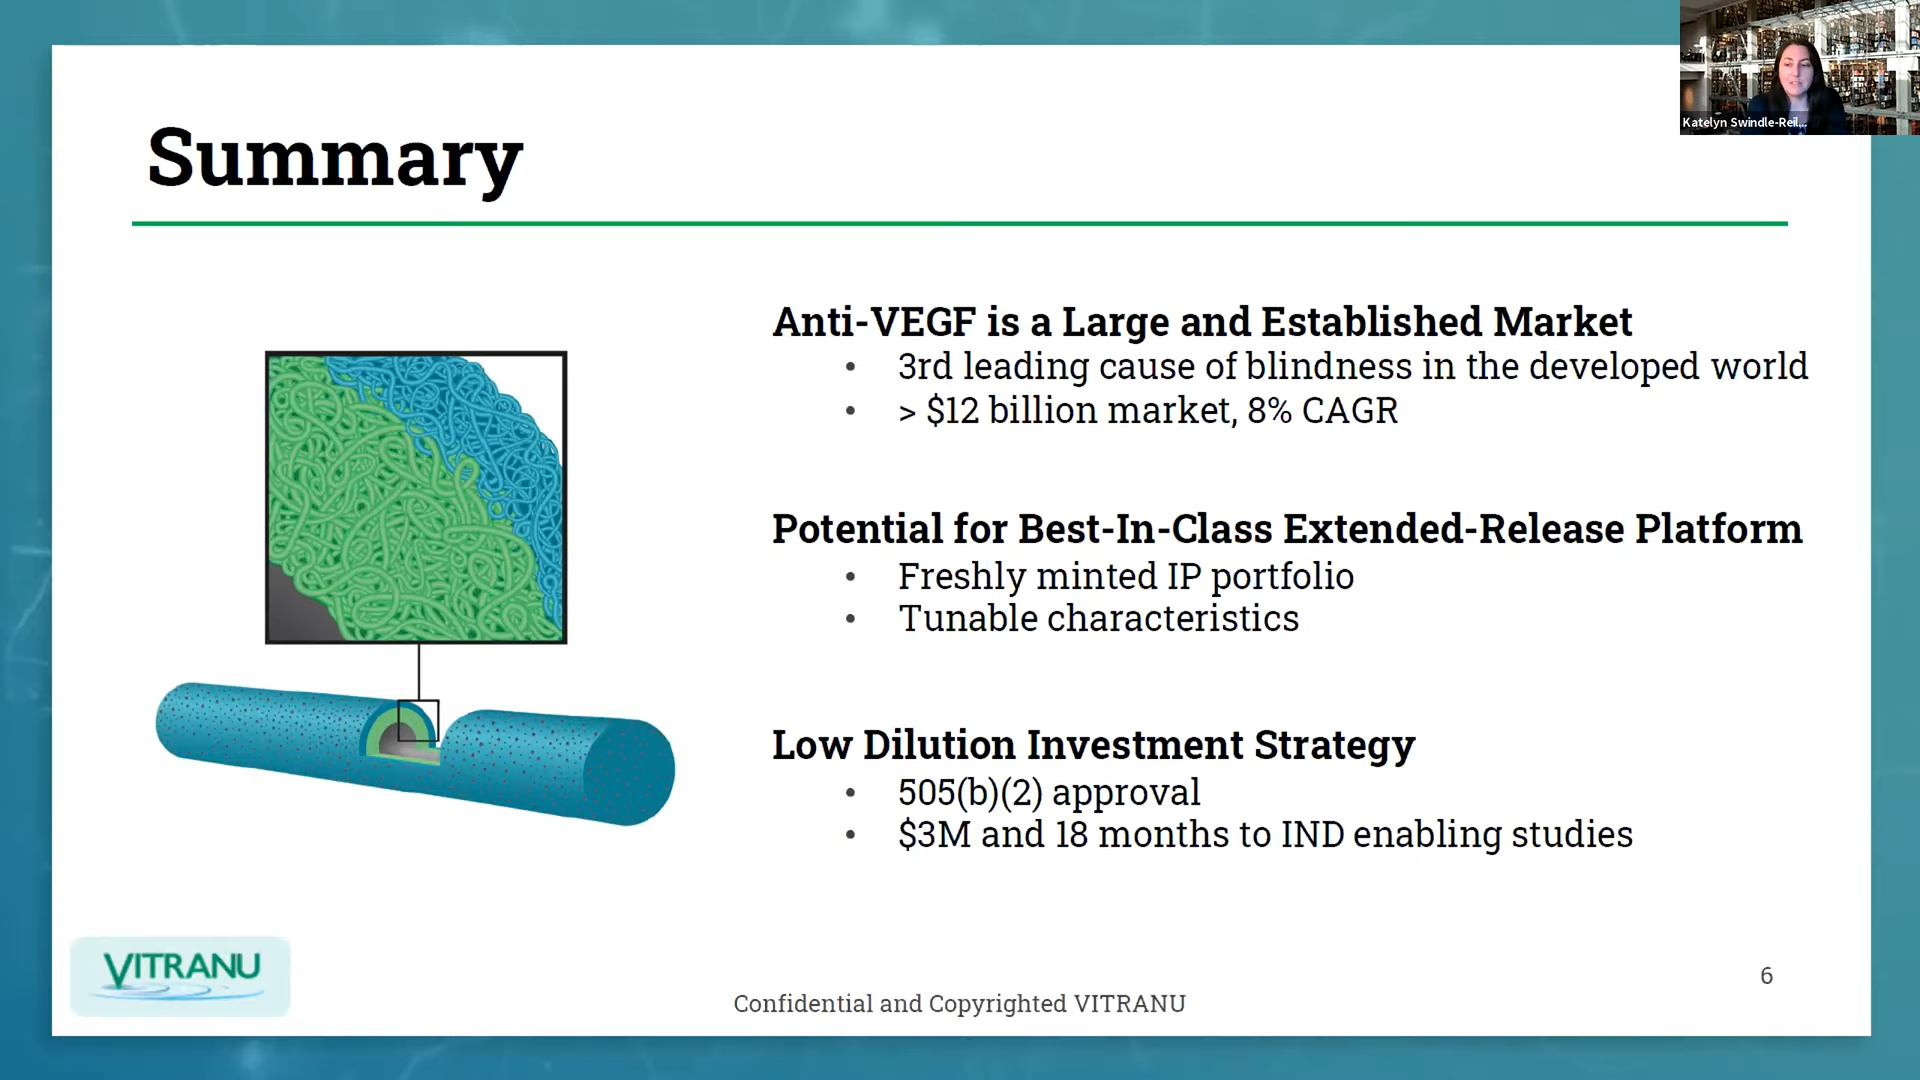 Katelyn Swindle-Reil...
Summary
Anti-VEGF is a Large and Established Market
• 3rd leading cause of blindness in the developed world
• > $12 billion market, 8% CAGR
Potential for Best-In-Class Extended-Release Platform
• Freshly minted IP portfolio
• Tunable characteristics
Low Dilution Investment Strategy
• 505(b)(2) approval
• $3M and 18 months to IND enabling studies
VITRANU
6
Confidential and Copyrighted VITRANU